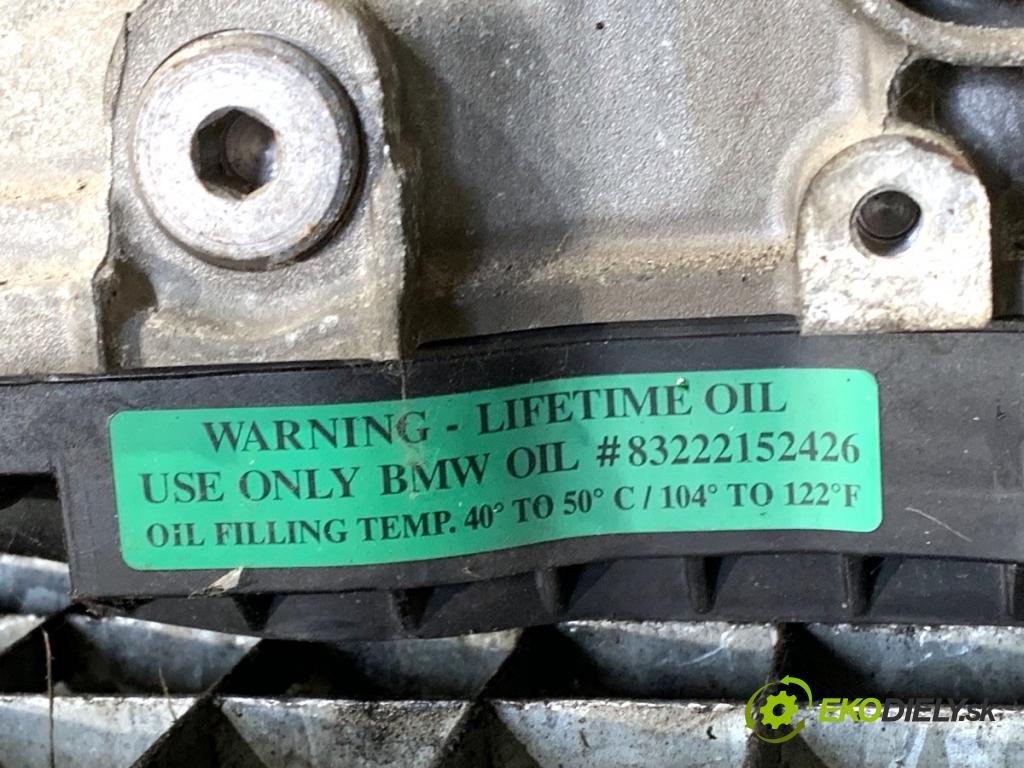 WARNING - LIFETIME OIL
USE ONLY BMW OIL #83222152426
OiL FILLING TEMP. 40° TO 50° C / 104° TO 122°F
EKODIELY.SK